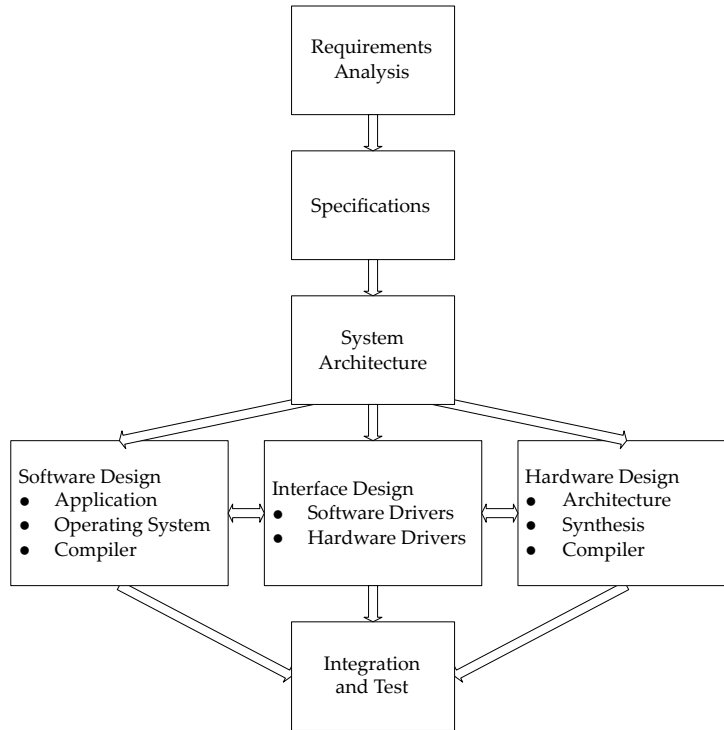 Requirements
Analysis
Specifications
System
Architecture
Software Design
● Application
● Operating System
● Compiler
Interface Design
● Software Drivers
● Hardware Drivers
Hardware Design
● Architecture
● Synthesis
● Compiler
Integration
and Test